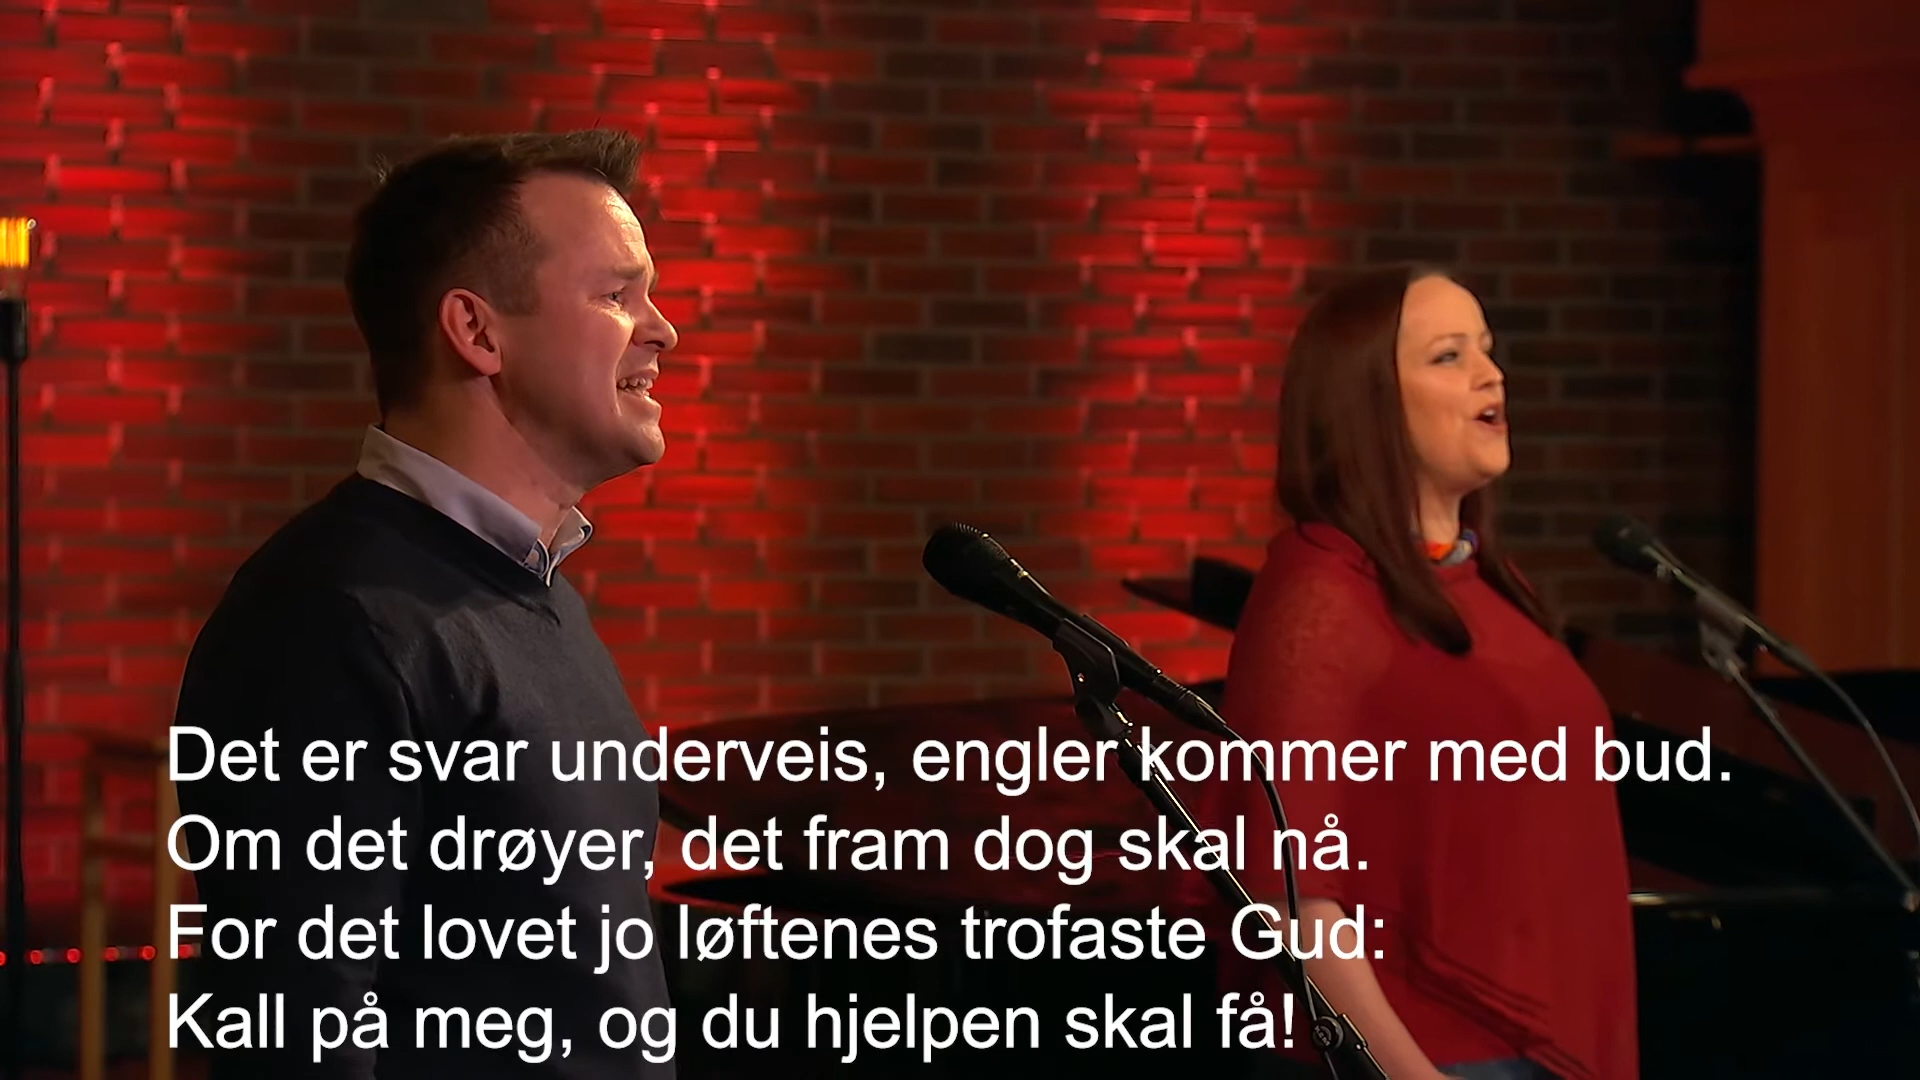 Det er svar underveis, engler kommer med bud.
Om det drøyer, det fram dog skal nå.
For det lovet jo løftenes trofaste Gud:
Kall på meg, og du hjelpen skal få!